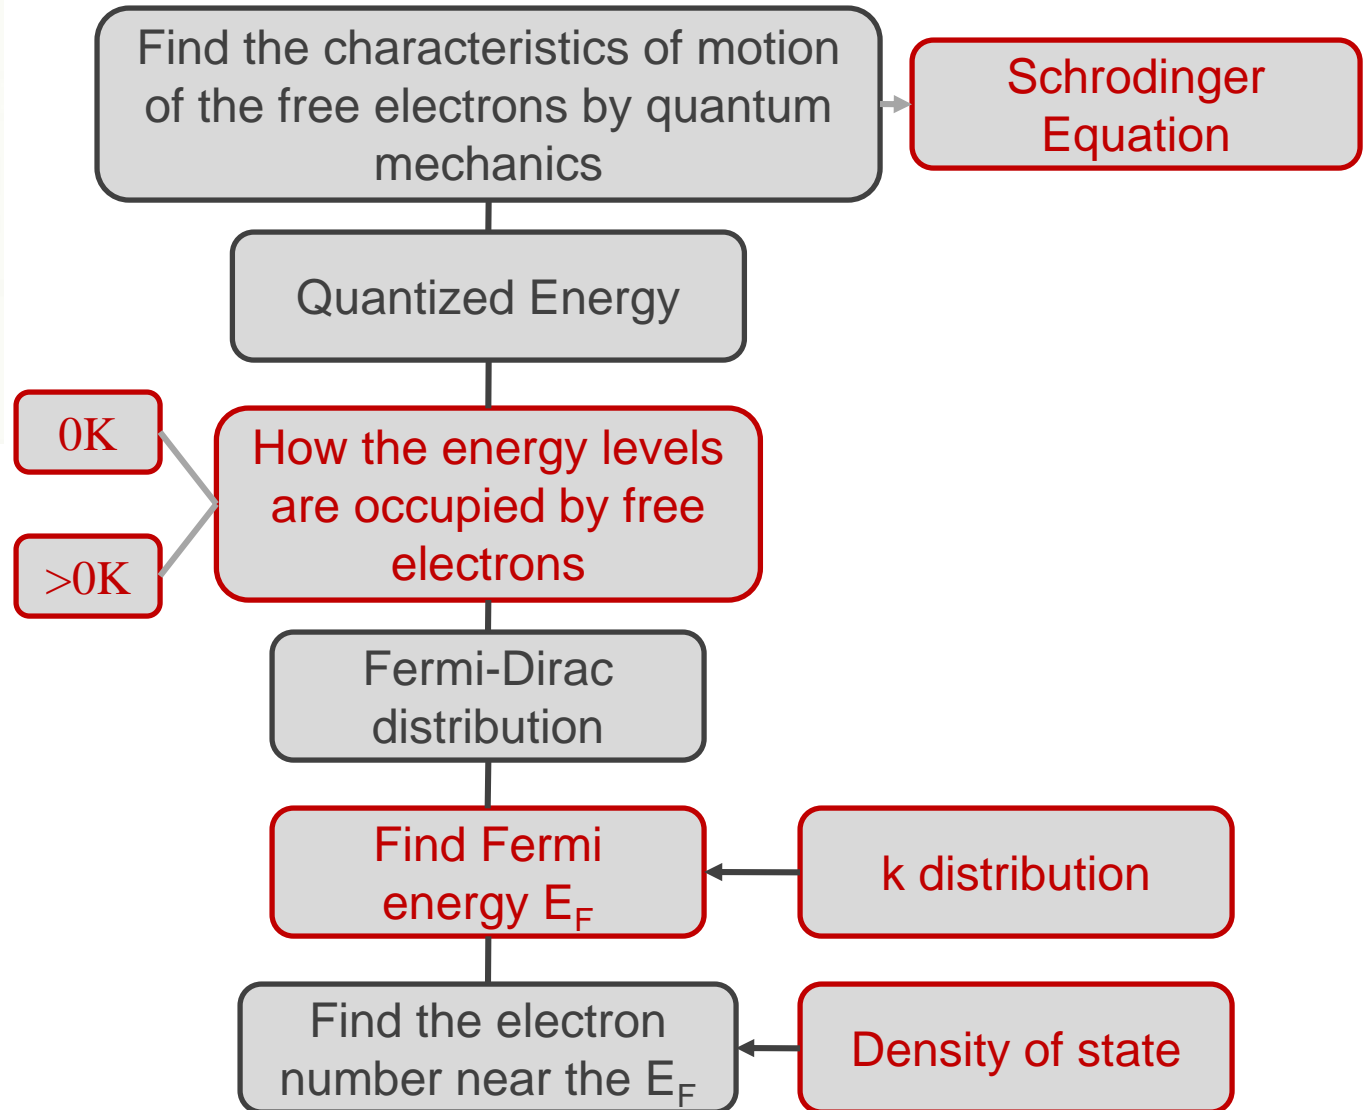 Find the characteristics of motion
of the free electrons by quantum
mechanics
Schrodinger
Equation
Quantized Energy
0K
>0K
How the energy levels
are occupied by free
electrons
Fermi-Dirac
distribution
Find Fermi
energy E_F
k distribution
Find the electron
number near the E_F
Density of state